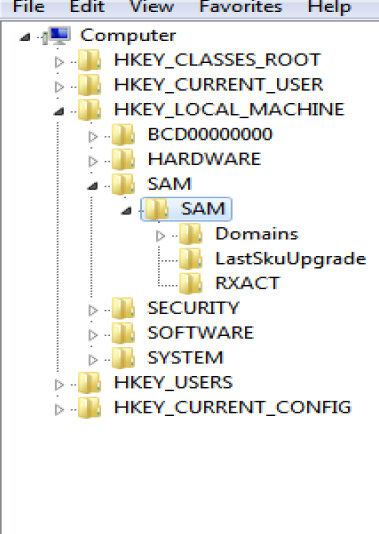 File Edit View Favorites Help
Computer
HKEY_CLASSES_ROOT
HKEY_CURRENT_USER
HKEY_LOCAL_MACHINE
BCD00000000
HARDWARE
SAM
SAM
Domains
LastSkuUpgrade
RXACT
SECURITY
SOFTWARE
SYSTEM
HKEY_USERS
HKEY_CURRENT_CONFIG